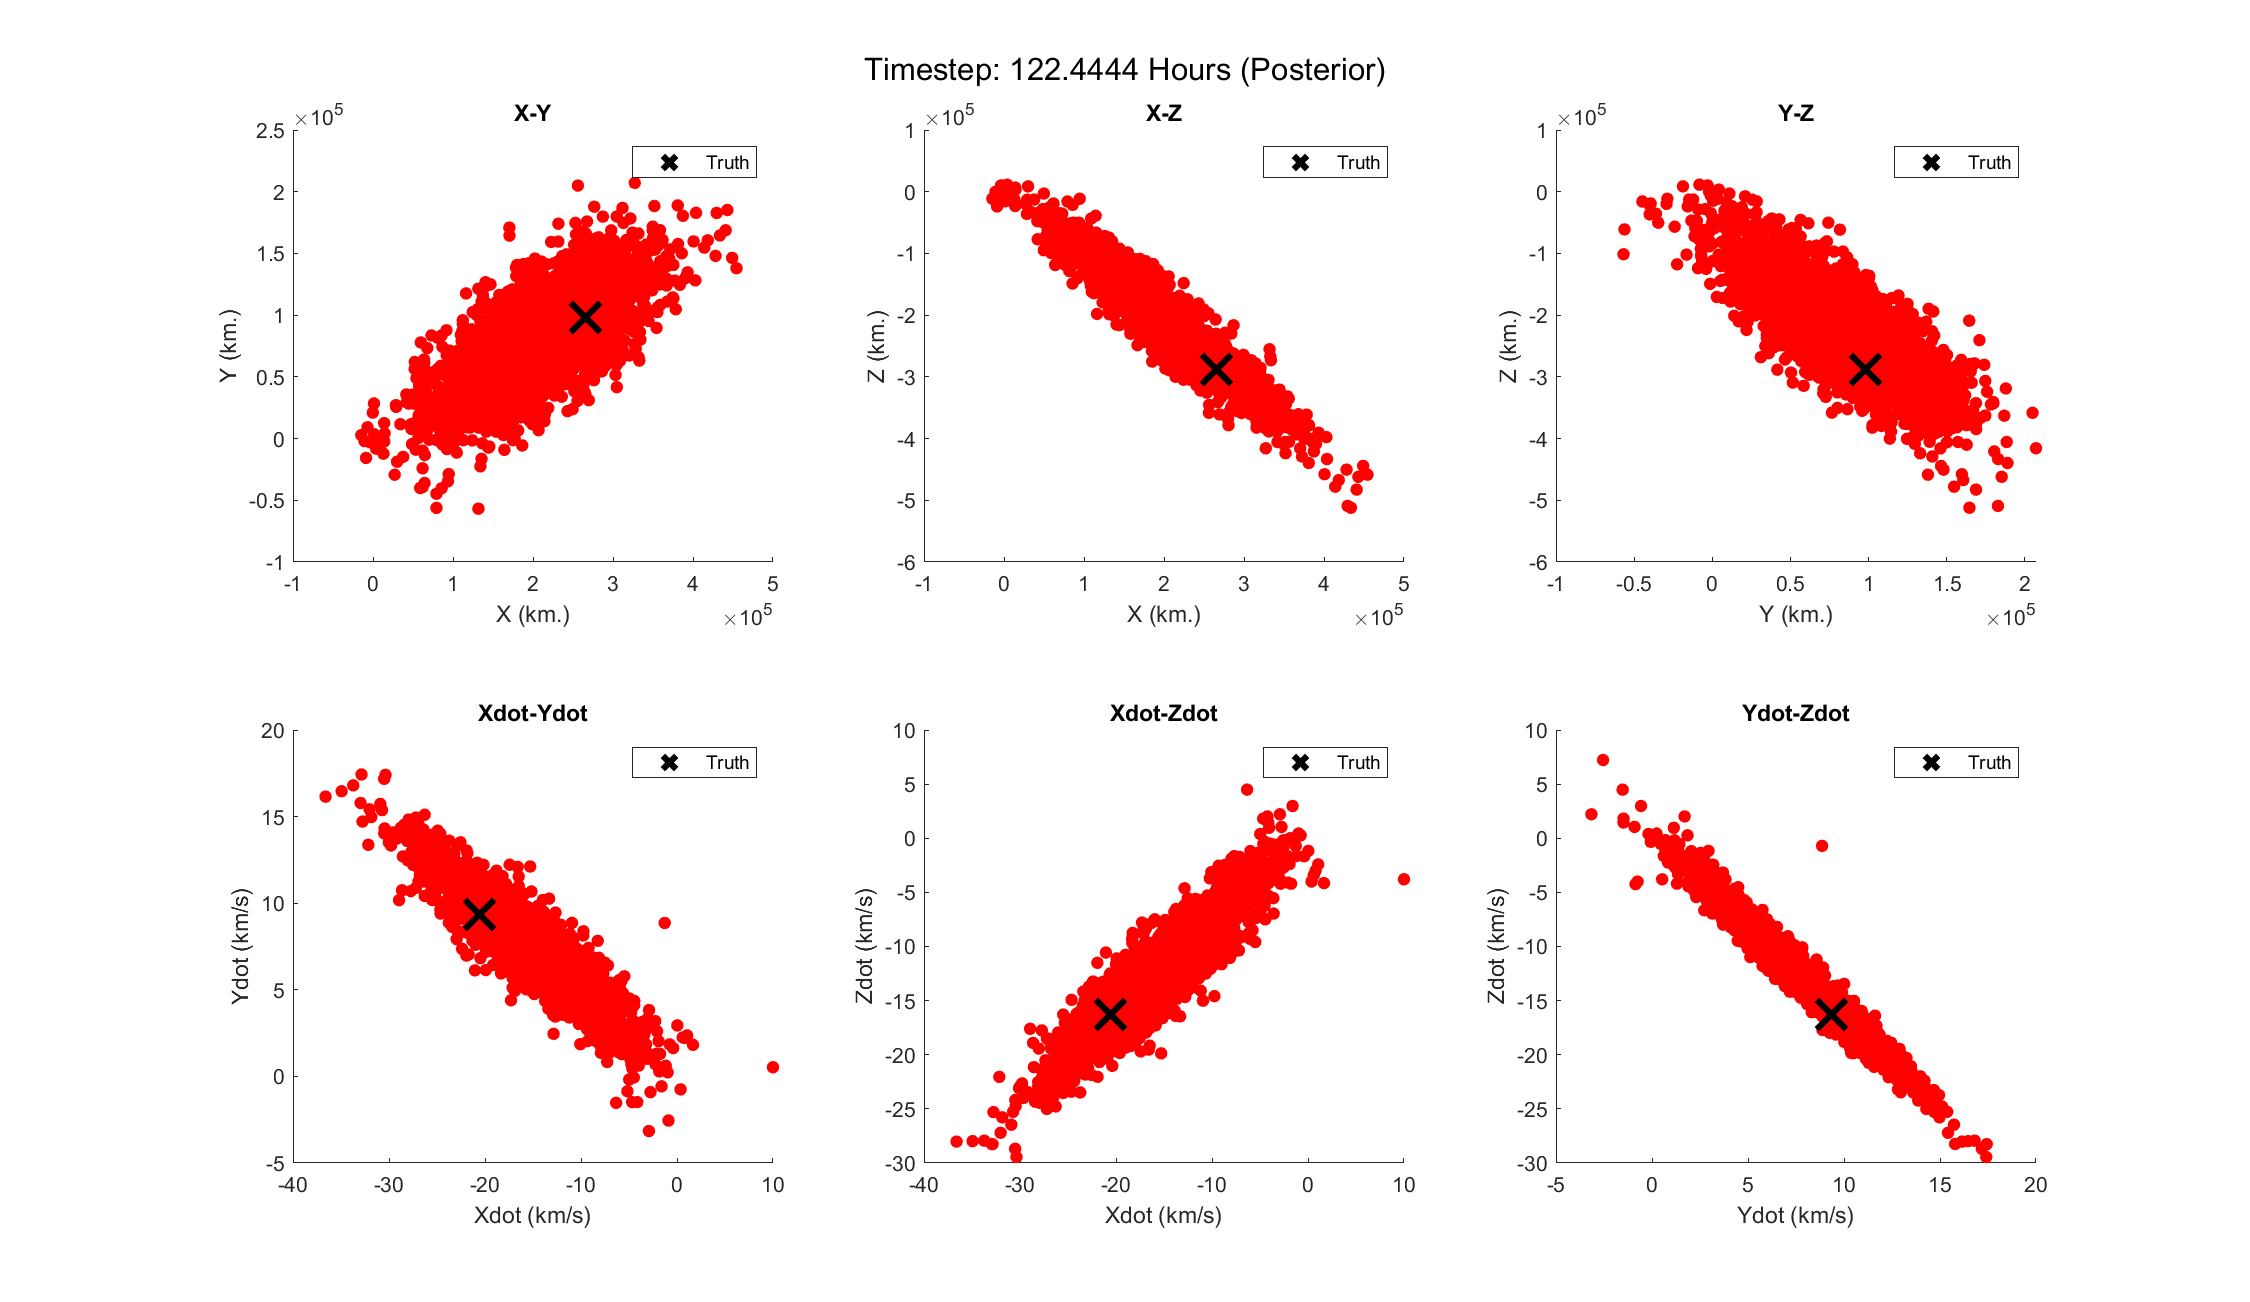 Timestep: 122.4444 Hours (Posterior)
X-Y
×10^5
2.5
2
1.5
1
0.5
0
-0.5
-1
Y (km.)
-1 0 1 2 3 4 5
X (km.)
×10^5
Truth
X-Z
×10^5
1
0
-1
-2
-3
-4
-5
-6
Z (km.)
-1 0 1 2 3 4 5
X (km.)
×10^5
Truth
Y-Z
×10^5
1
0
-1
-2
-3
-4
-5
-6
Z (km.)
-1 -0.5 0 0.5 1 1.5 2
Y (km.)
×10^5
Truth
Xdot-Ydot
20
15
10
5
0
-5
Ydot (km/s)
-40 -30 -20 -10 0 10
Xdot (km/s)
Truth
Xdot-Zdot
10
5
0
-5
-10
-15
-20
-25
-30
Zdot (km/s)
-40 -30 -20 -10 0 10
Xdot (km/s)
Truth
Ydot-Zdot
10
5
0
-5
-10
-15
-20
-25
-30
Zdot (km/s)
-5 0 5 10 15 20
Ydot (km/s)
Truth